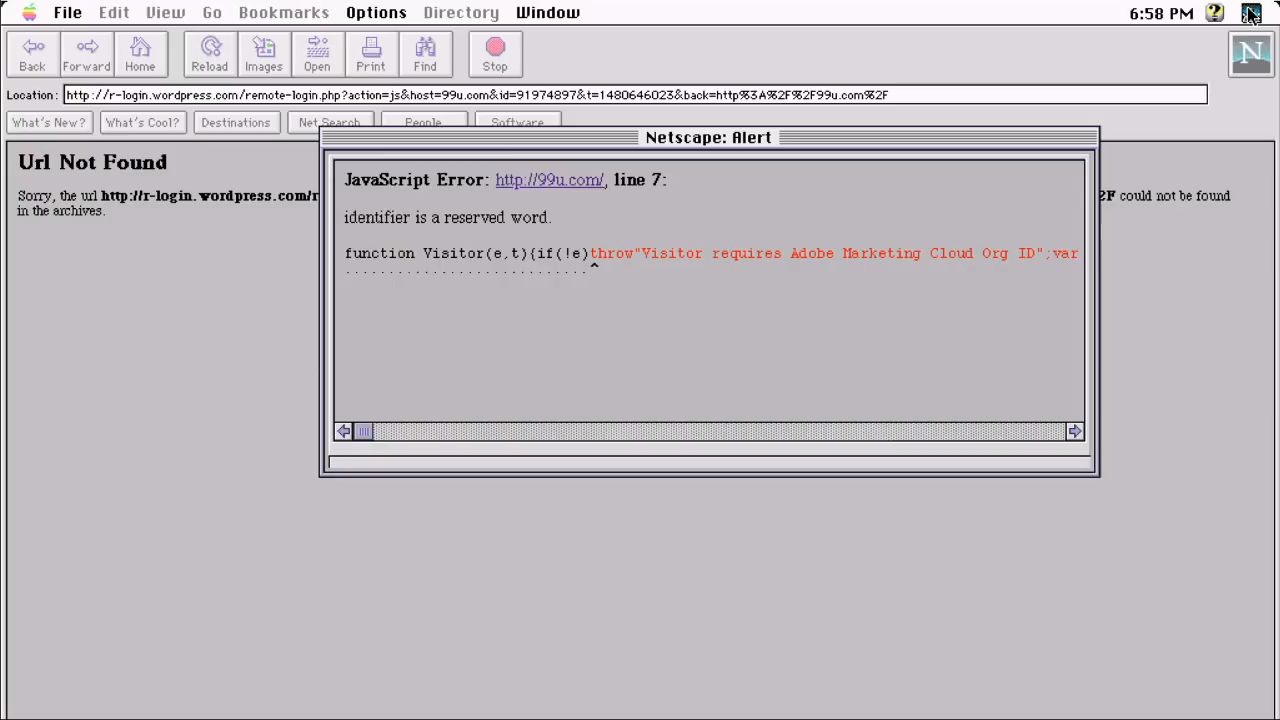 File Edit View Go Bookmarks Options Directory Window 6:58 PM
Back Forward Home Reload Images Open Print Find Stop N
Location: http://r-login.wordpress.com/remote-login.php?action=js&host=99u.com&id=91974897&t=1480646023&back=http%3A%2F%2F99u.com%2F
What's New? What's Cool? Destinations Net Search People Software
Netscape: Alert
Url Not Found
Sorry, the url http://r-login.wordpress.com/r
2F could not be found
in the archives.
JavaScript Error: http://99u.com/, line 7:
identifier is a reserved word.
function Visitor(e,t){if(!e)throw"Visitor requires Adobe Marketing Cloud Org ID";var
...........................^